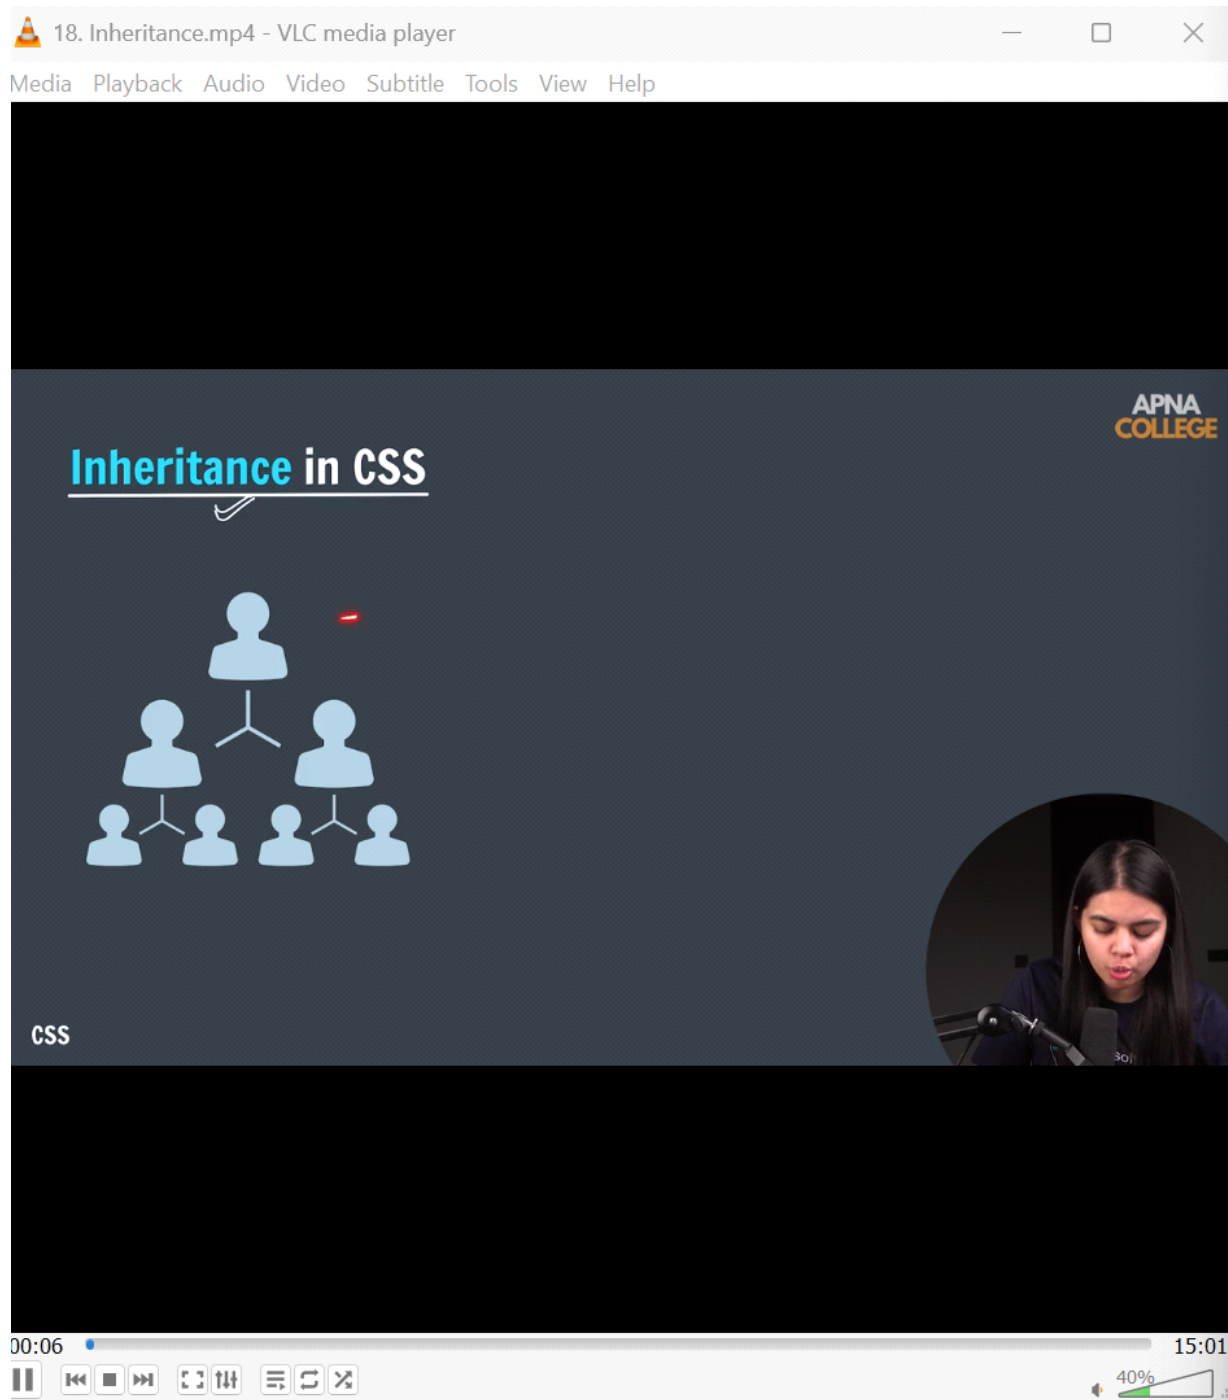 18. Inheritance.mp4 - VLC media player
Media Playback Audio Video Subtitle Tools View Help
APNA
COLLEGE
Inheritance in CSS
CSS
00:06
15:01
40%